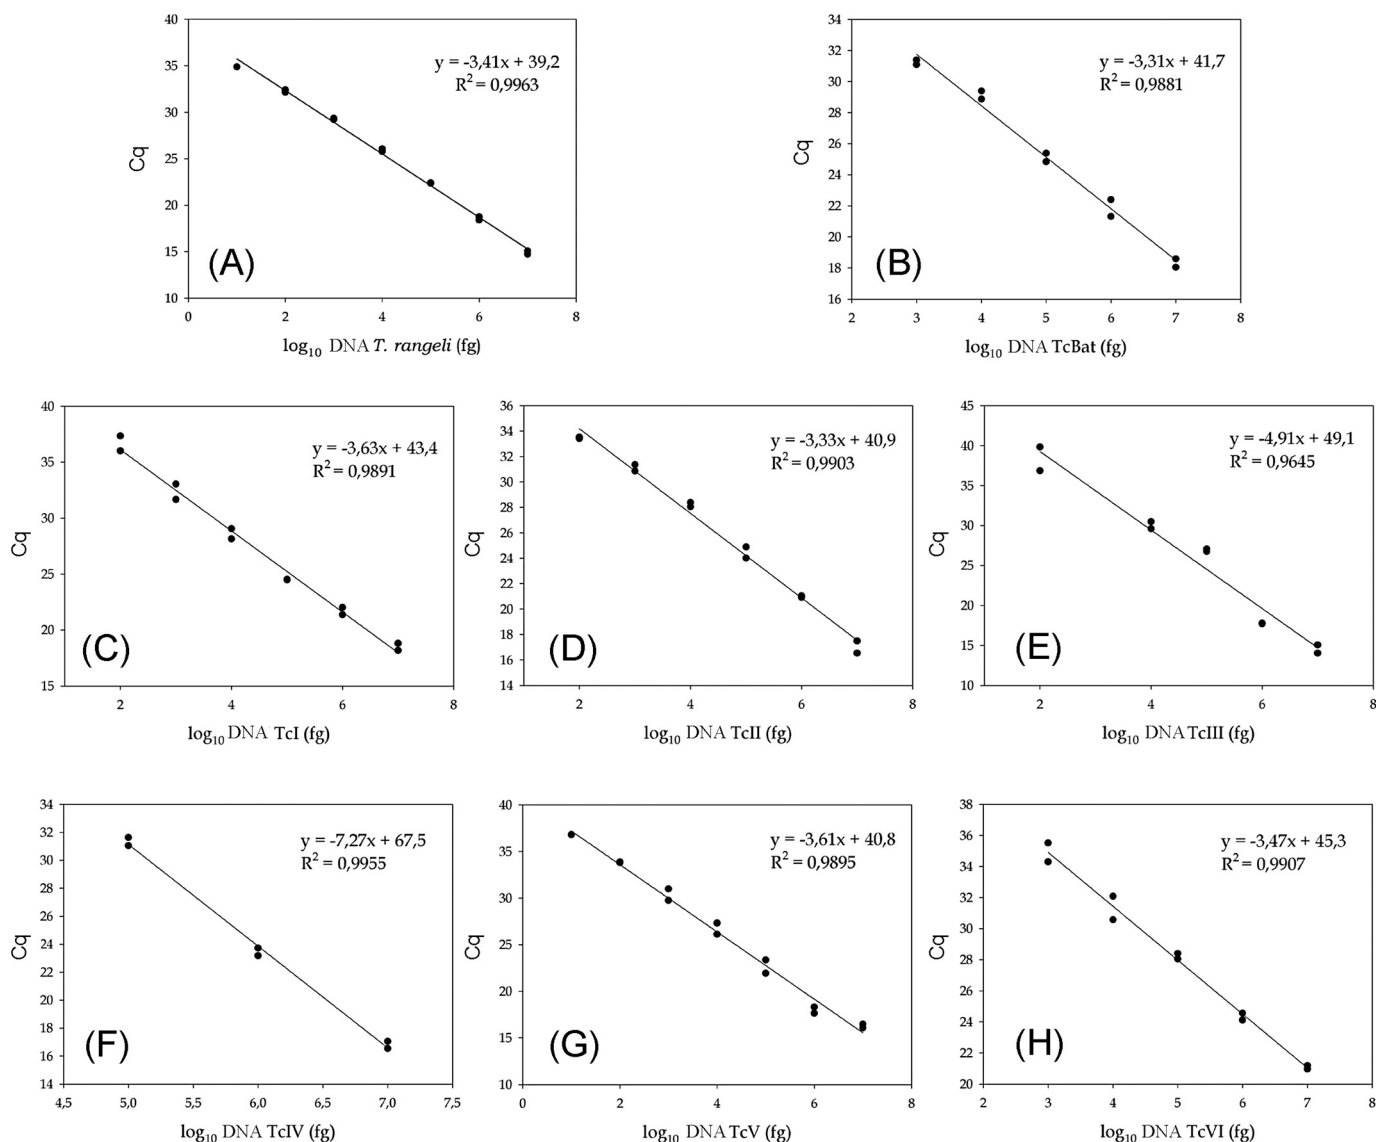 40
35
30
25
20
15
10
Cq
y = -3,41x + 39,2
R² = 0,9963
(A)
0 2 4 6 8
log₁₀ DNA T. rangeli (fg)
34
32
30
28
26
24
22
20
18
16
Cq
y = -3,31x + 41,7
R² = 0,9881
(B)
2 3 4 5 6 7 8
log₁₀ DNA TcBat (fg)
40
35
30
25
20
15
Cq
y = -3,63x + 43,4
R² = 0,9891
(C)
2 4 6 8
log₁₀ DNA TcI (fg)
36
34
32
30
28
26
24
22
20
18
16
14
Cq
y = -3,33x + 40,9
R² = 0,9903
(D)
2 4 6 8
log₁₀ DNA TcII (fg)
45
40
35
30
25
20
15
10
Cq
y = -4,91x + 49,1
R² = 0,9645
(E)
2 4 6 8
log₁₀ DNA TcIII (fg)
34
32
30
28
26
24
22
20
18
16
14
Cq
y = -7,27x + 67,5
R² = 0,9955
(F)
4,5 5,0 5,5 6,0 6,5 7,0 7,5
log₁₀ DNA TcIV (fg)
40
35
30
25
20
15
10
Cq
y = -3,61x + 40,8
R² = 0,9895
(G)
0 2 4 6 8
log₁₀ DNA TcV (fg)
38
36
34
32
30
28
26
24
22
20
Cq
y = -3,47x + 45,3
R² = 0,9907
(H)
2 3 4 5 6 7 8
log₁₀ DNA TcVI (fg)